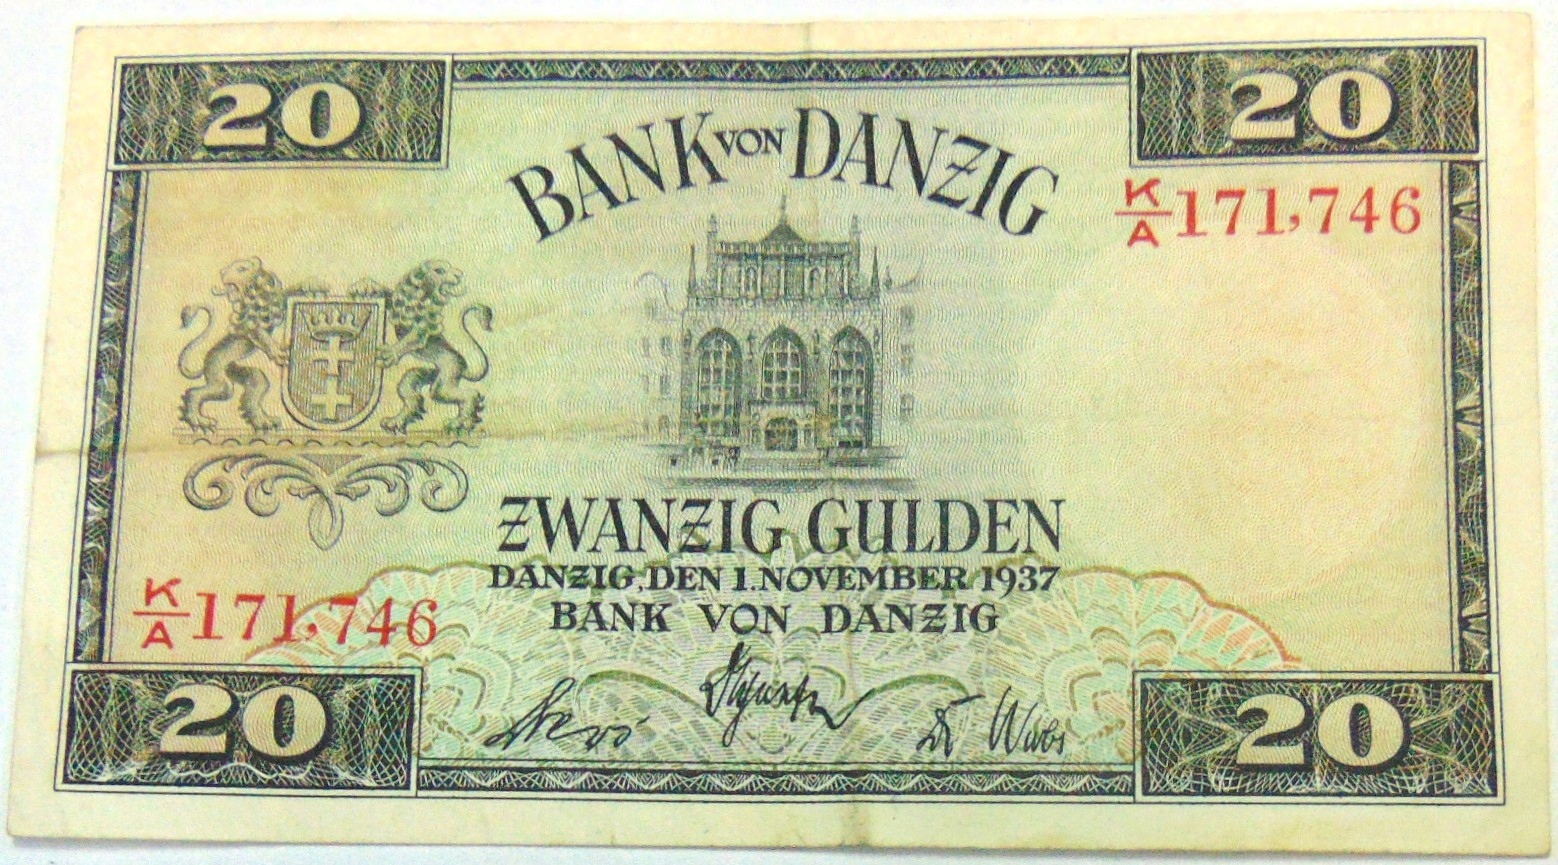 20
20
BANK VON DANZIG
K/A 171,746
ZWANZIG GULDEN
DANZIG, DEN 1. NOVEMBER 1937
BANK VON DANZIG
K/A 171,746
20
20